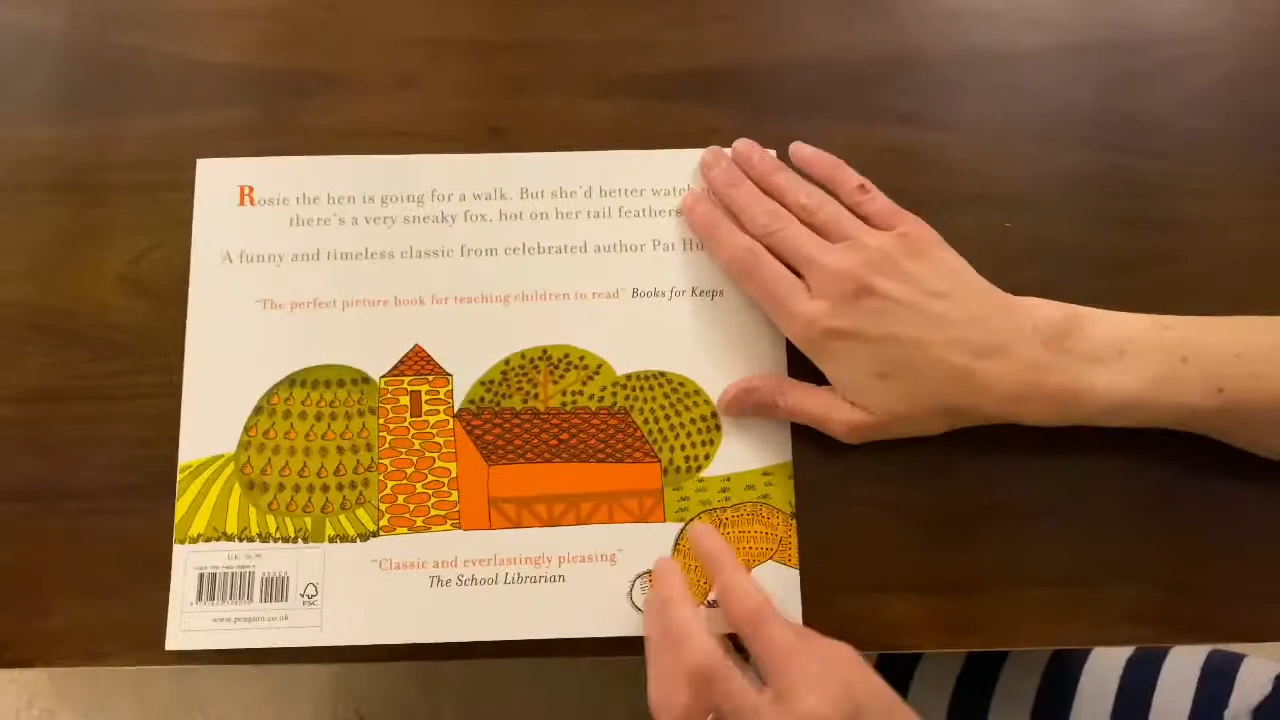 Rosie the hen is going for a walk. But she'd better watch
there's a very sneaky fox, hot on her tail feathers
A funny and timeless classic from celebrated author Pat Hu
"The perfect picture book for teaching children to read" Books for Keeps
"Classic and everlastingly pleasing"
The School Librarian
FSC
www.penguin.co.uk